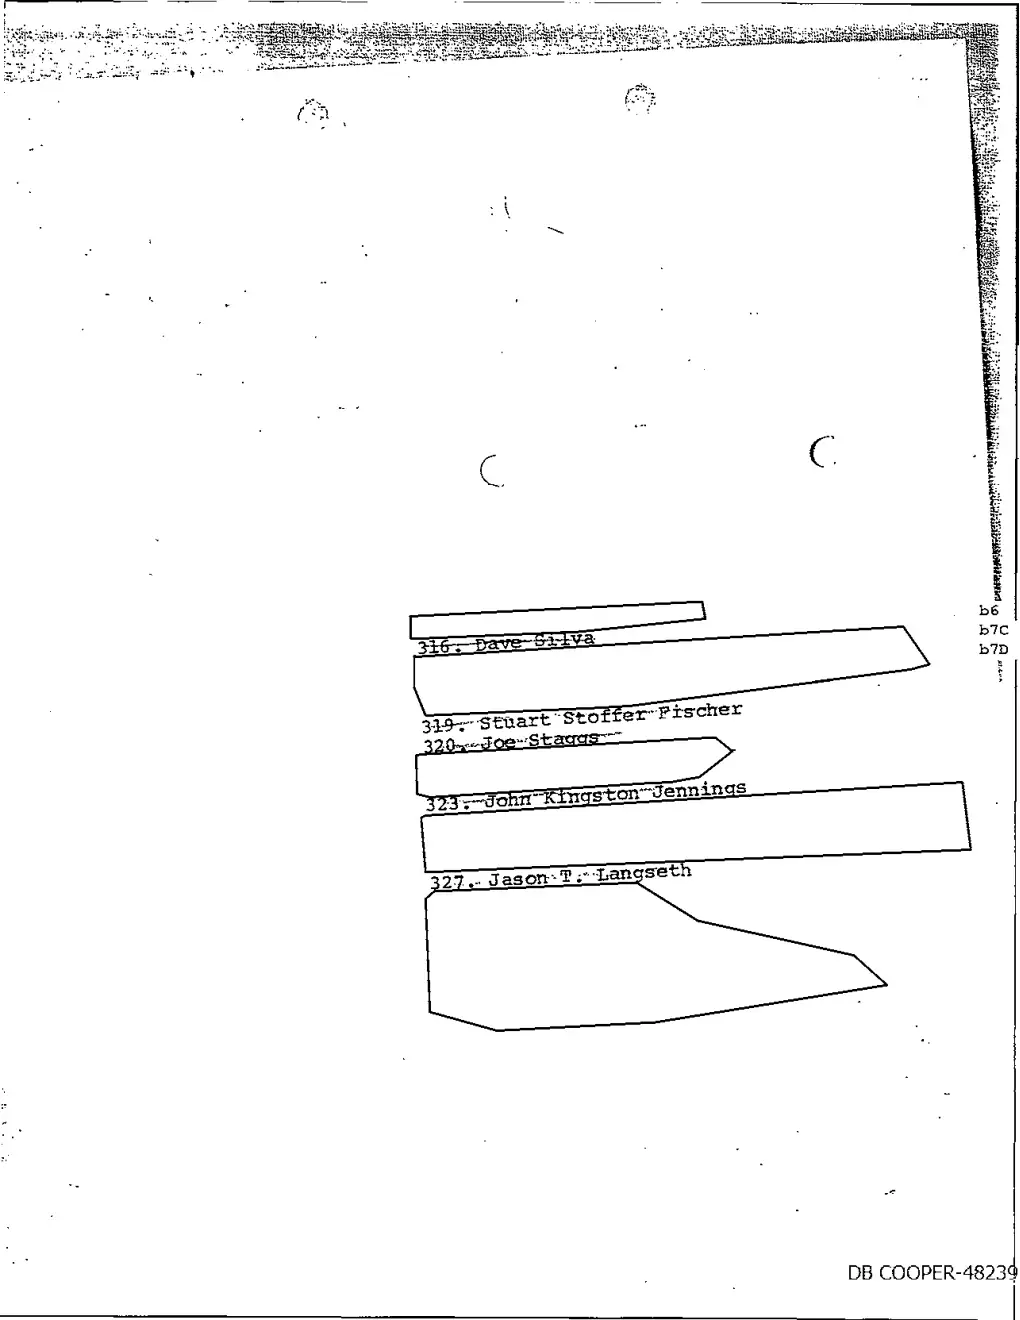 b6
b7C
b7D
316. Dave Silva
319. Stuart Stoffer Fischer
320. Joe Staggs
323. John Kingston Jennings
327. Jason T. Langseth
DB COOPER-48239